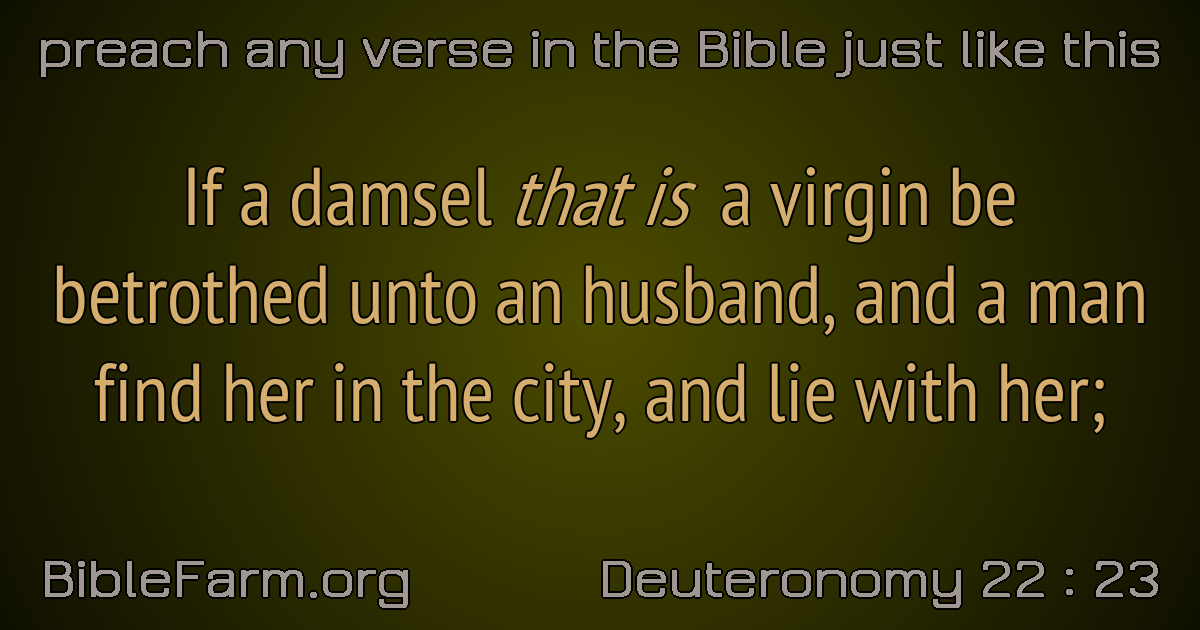 preach any verse in the Bible just like this
If a damsel that is a virgin be
betrothed unto an husband, and a man
find her in the city, and lie with her;
BibleFarm.org
Deuteronomy 22 : 23